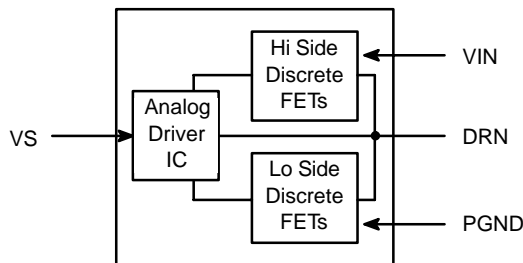 Hi Side
Discrete
FETs
VIN
Analog
Driver
IC
VS
DRN
Lo Side
Discrete
FETs
PGND